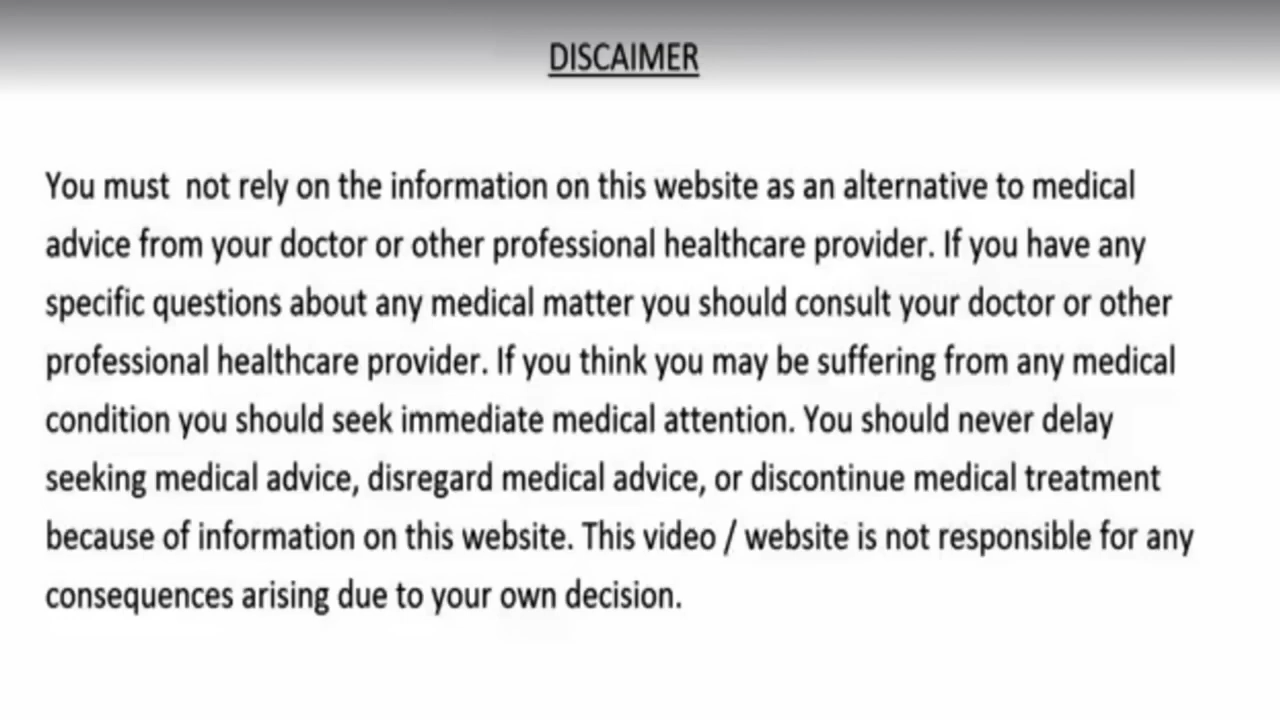 DISCAIMER
You must  not rely on the information on this website as an alternative to medical
advice from your doctor or other professional healthcare provider. If you have any
specific questions about any medical matter you should consult your doctor or other
professional healthcare provider. If you think you may be suffering from any medical
condition you should seek immediate medical attention. You should never delay
seeking medical advice, disregard medical advice, or discontinue medical treatment
because of information on this website. This video / website is not responsible for any
consequences arising due to your own decision.